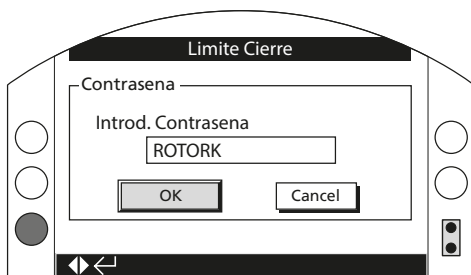 Limite Cierre
Contrasena
Introd. Contrasena
ROTORK
OK Cancel